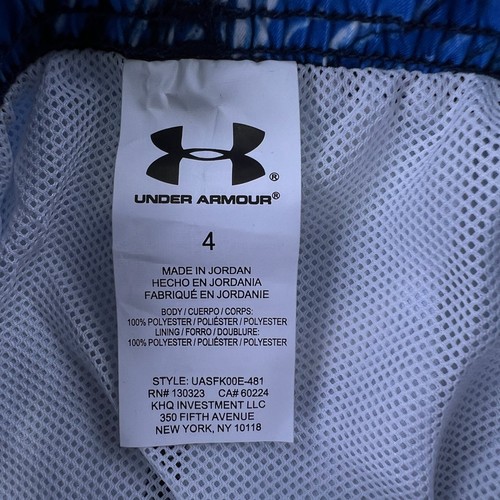 ®
UNDER ARMOUR®
4
MADE IN JORDAN
HECHO EN JORDANIA
FABRIQUÉ EN JORDANIE
BODY / CUERPO / CORPS:
100% POLYESTER / POLIÉSTER / POLYESTER
LINING / FORRO / DOUBLURE:
100% POLYESTER / POLIÉSTER / POLYESTER
STYLE: UASFK00E-481
RN# 130323 CA# 60224
KHQ INVESTMENT LLC
350 FIFTH AVENUE
NEW YORK, NY 10118